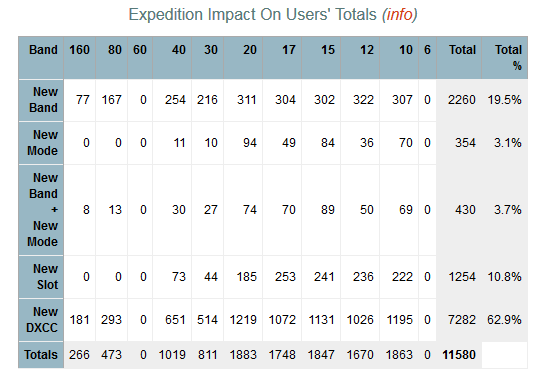 Expedition Impact On Users' Totals (info)
Band 160 80 60 40 30 20 17 15 12 10 6 Total Total %
New Band 77 167 0 254 216 311 304 302 322 307 0 2260 19.5%
New Mode 0 0 0 11 10 94 49 84 36 70 0 354 3.1%
New Band + New Mode 8 13 0 30 27 74 70 89 50 69 0 430 3.7%
New Slot 0 0 0 73 44 185 253 241 236 222 0 1254 10.8%
New DXCC 181 293 0 651 514 1219 1072 1131 1026 1195 0 7282 62.9%
Totals 266 473 0 1019 811 1883 1748 1847 1670 1863 0 11580